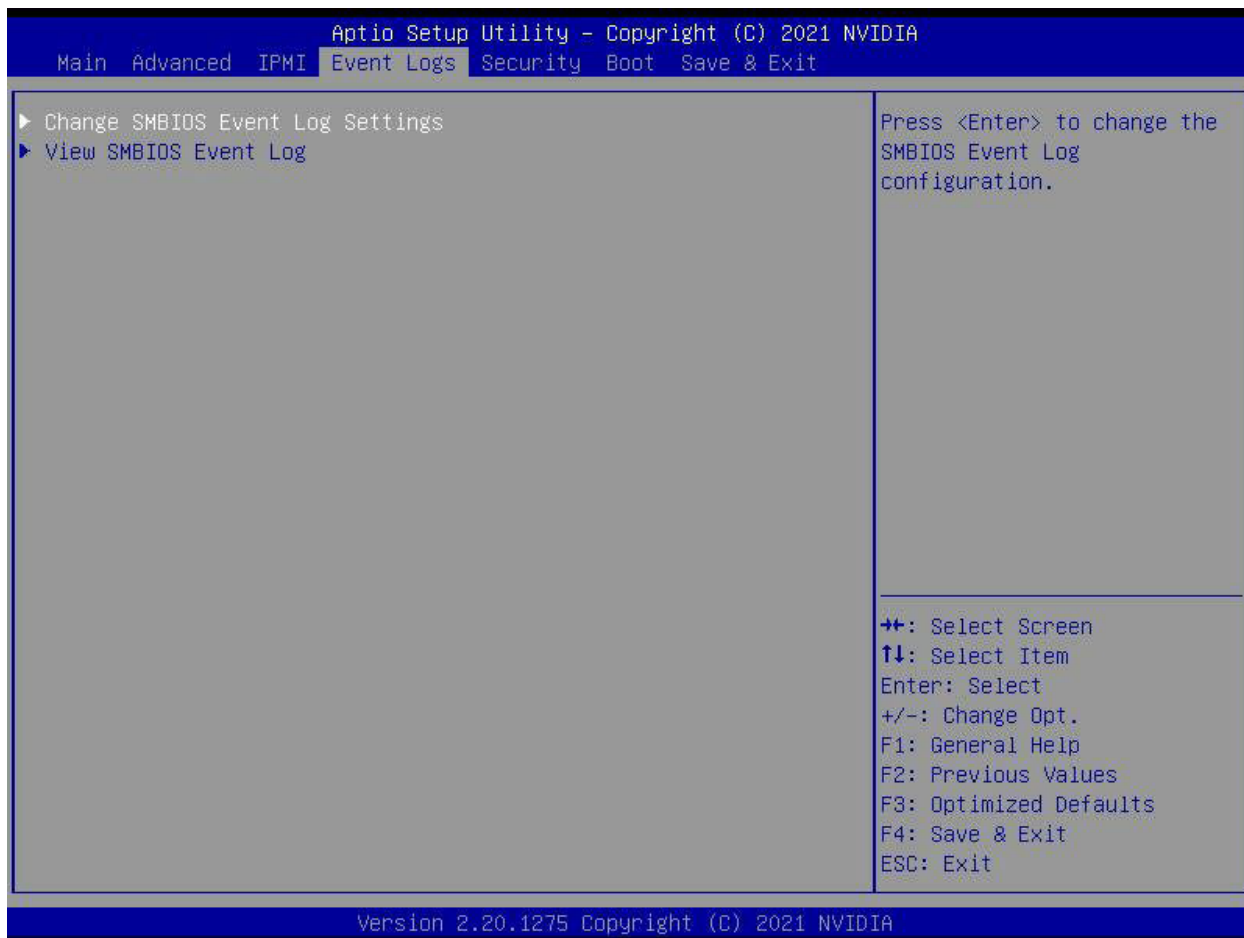 Aptio Setup Utility – Copyright (C) 2021 NVIDIA
Main Advanced IPMI Event Logs Security Boot Save & Exit
▶ Change SMBIOS Event Log Settings
▶ View SMBIOS Event Log
Press <Enter> to change the
SMBIOS Event Log
configuration.
→←: Select Screen
↑↓: Select Item
Enter: Select
+/-: Change Opt.
F1: General Help
F2: Previous Values
F3: Optimized Defaults
F4: Save & Exit
ESC: Exit
Version 2.20.1275 Copyright (C) 2021 NVIDIA